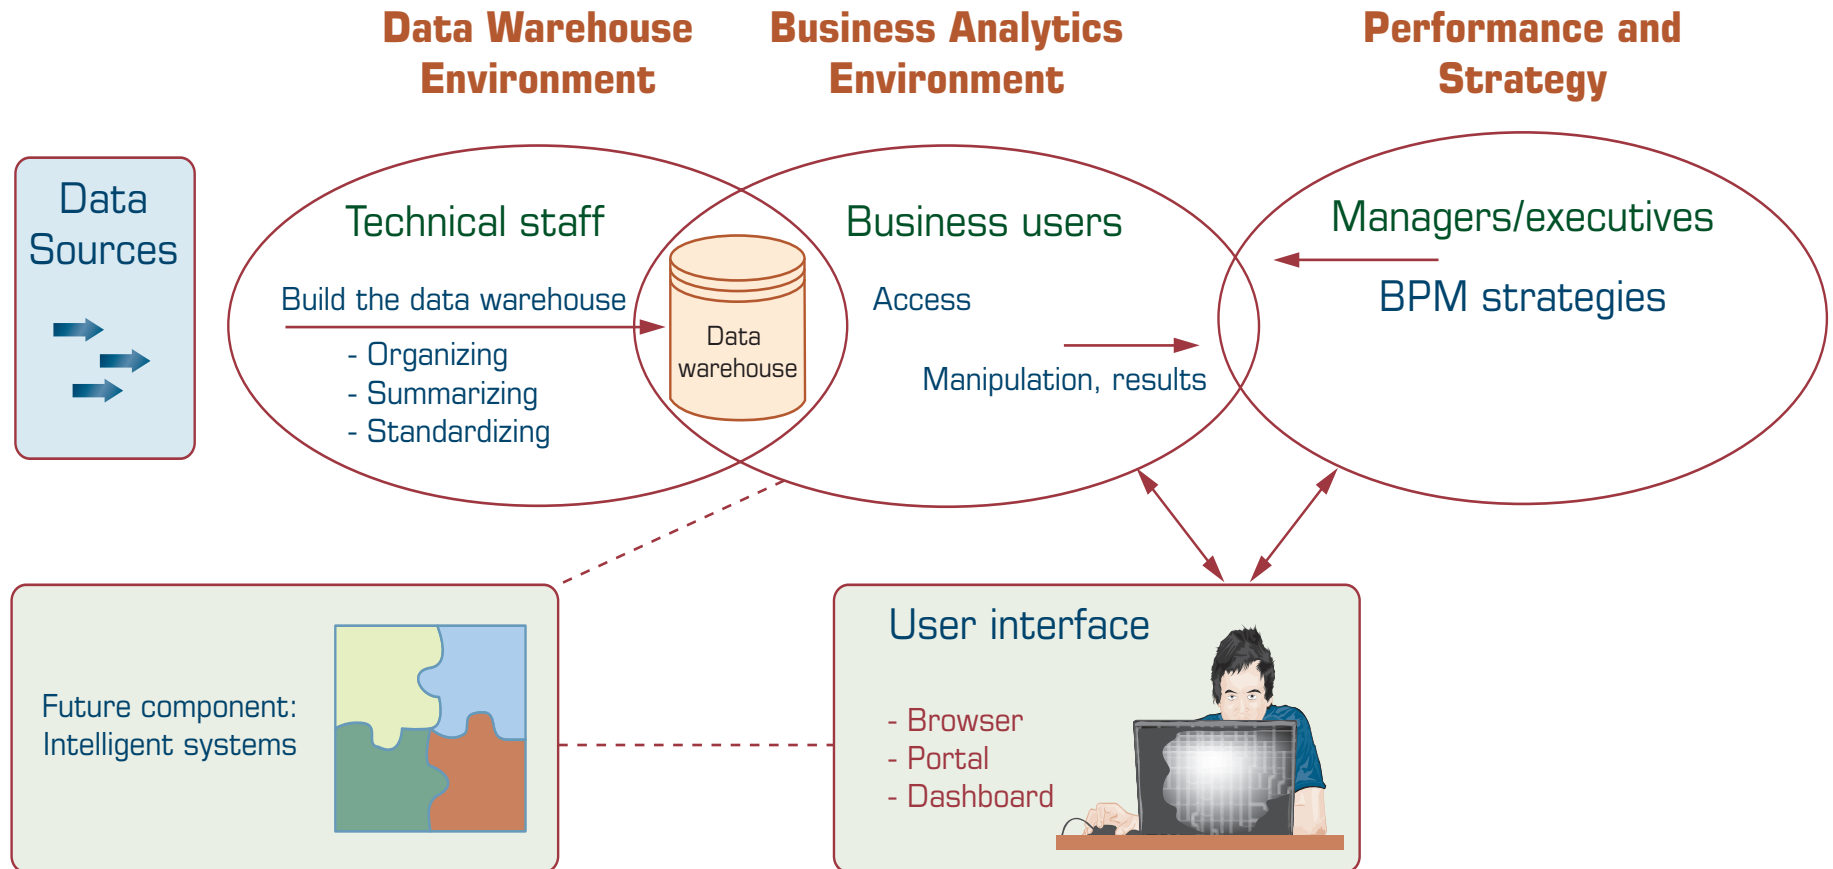 Data Warehouse
Environment
Business Analytics
Environment
Performance and
Strategy
Data
Sources
Technical staff
Build the data warehouse
- Organizing
- Summarizing
- Standardizing
Data
warehouse
Business users
Access
Manipulation, results
Managers/executives
BPM strategies
Future component:
Intelligent systems
User interface
- Browser
- Portal
- Dashboard